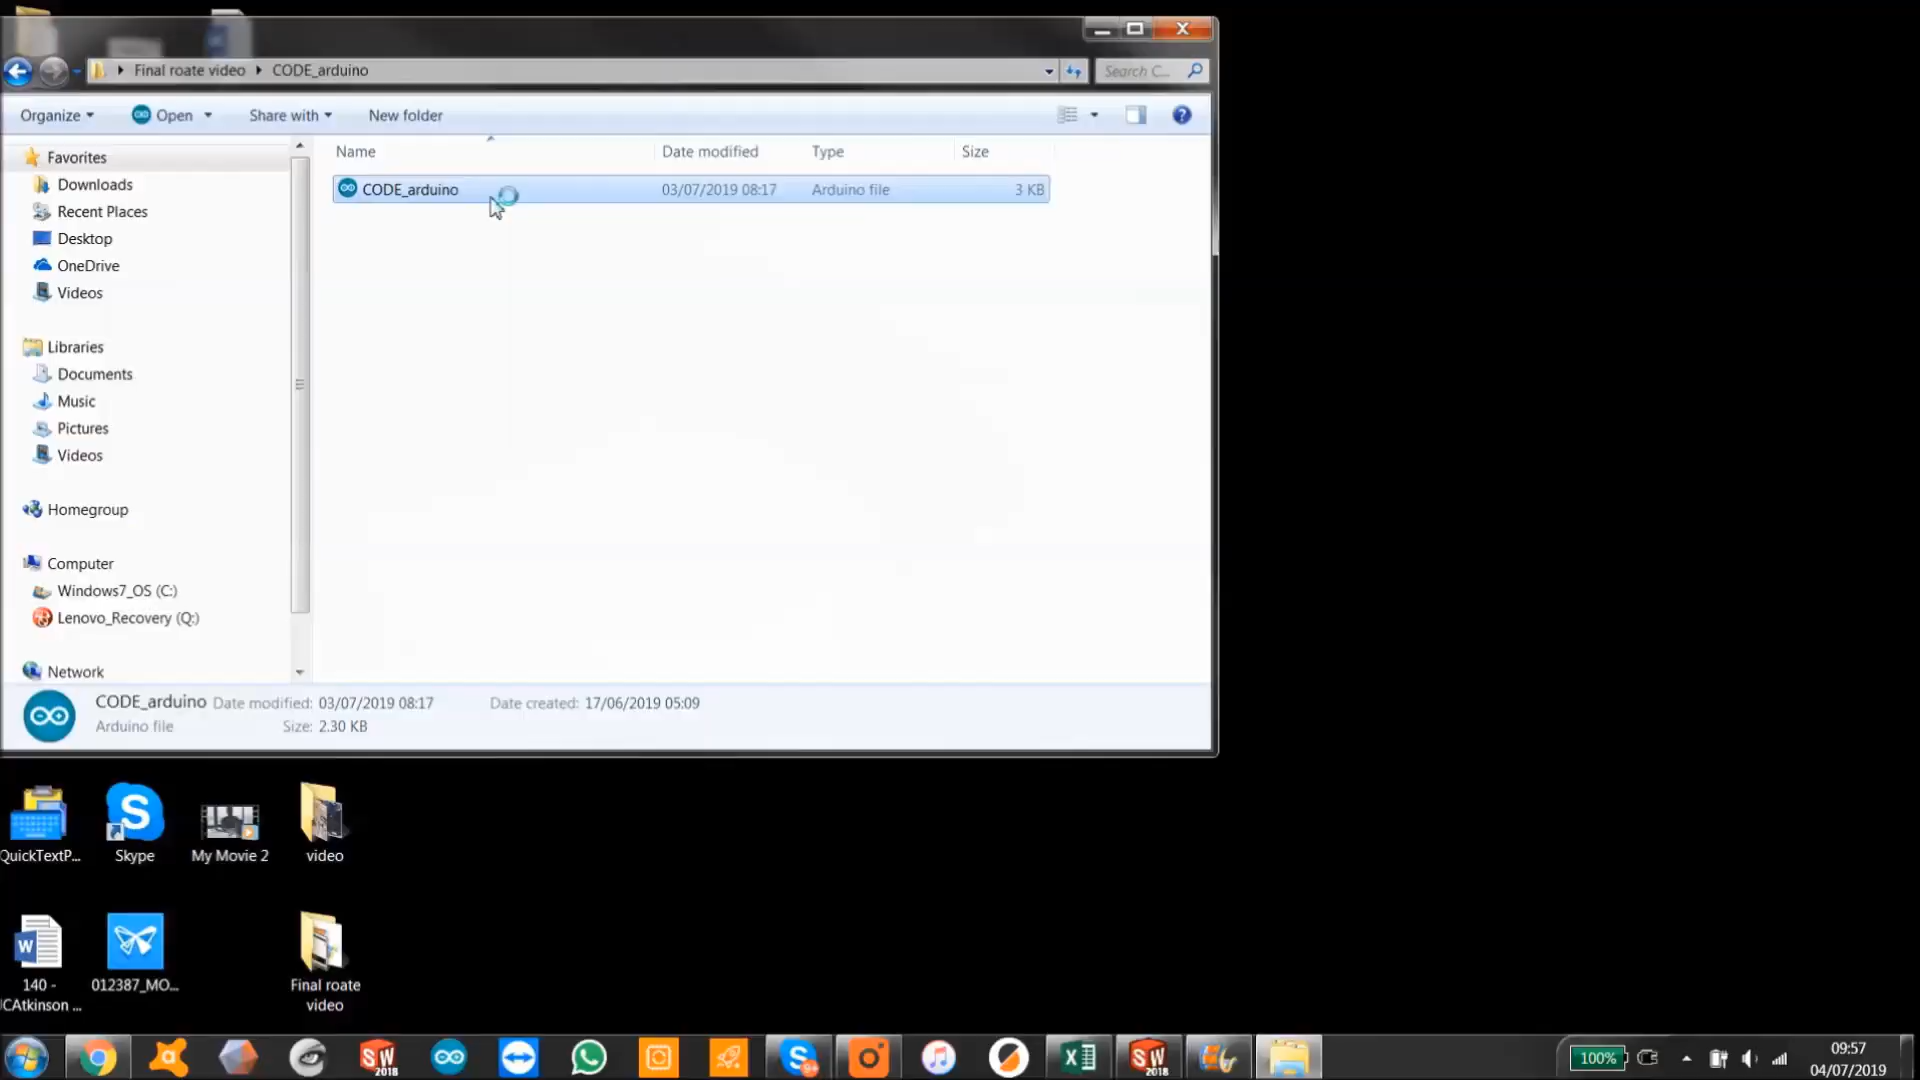 Final roate video CODE_arduino
Search C...
Organize Open Share with New folder
Name Date modified Type Size
CODE_arduino 03/07/2019 08:17 Arduino file 3 KB
Favorites
Downloads
Recent Places
Desktop
OneDrive
Videos
Libraries
Documents
Music
Pictures
Videos
Homegroup
Computer
Windows7_OS (C:)
Lenovo_Recovery (Q:)
Network
CODE_arduino Date modified: 03/07/2019 08:17 Date created: 17/06/2019 05:09
Arduino file Size: 2.30 KB
QuickTextP...
Skype
My Movie 2
video
140 -
CAtkinson ...
012387_MO...
Final roate
video
SW
2018
SW
2018
100%
09:57
04/07/2019